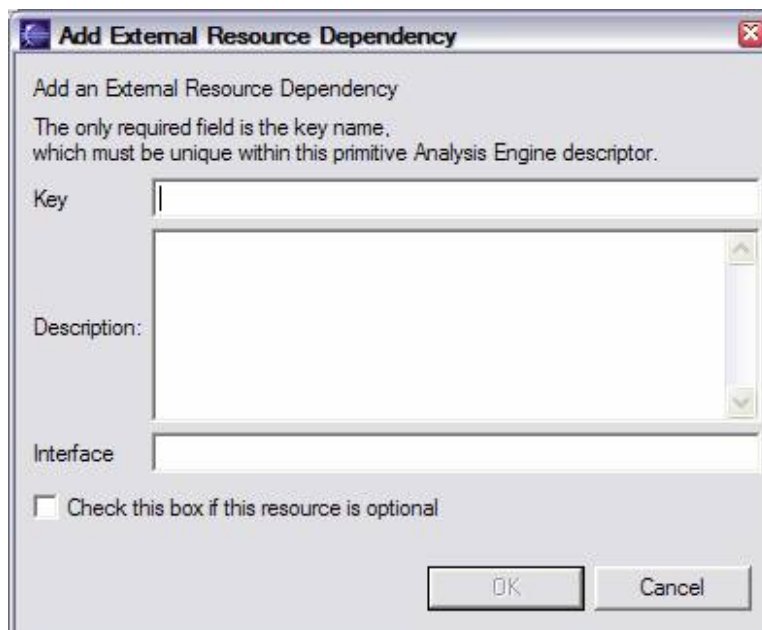 Add External Resource Dependency
Add an External Resource Dependency
The only required field is the key name,
which must be unique within this primitive Analysis Engine descriptor.
Key
Description:
Interface
Check this box if this resource is optional
OK Cancel